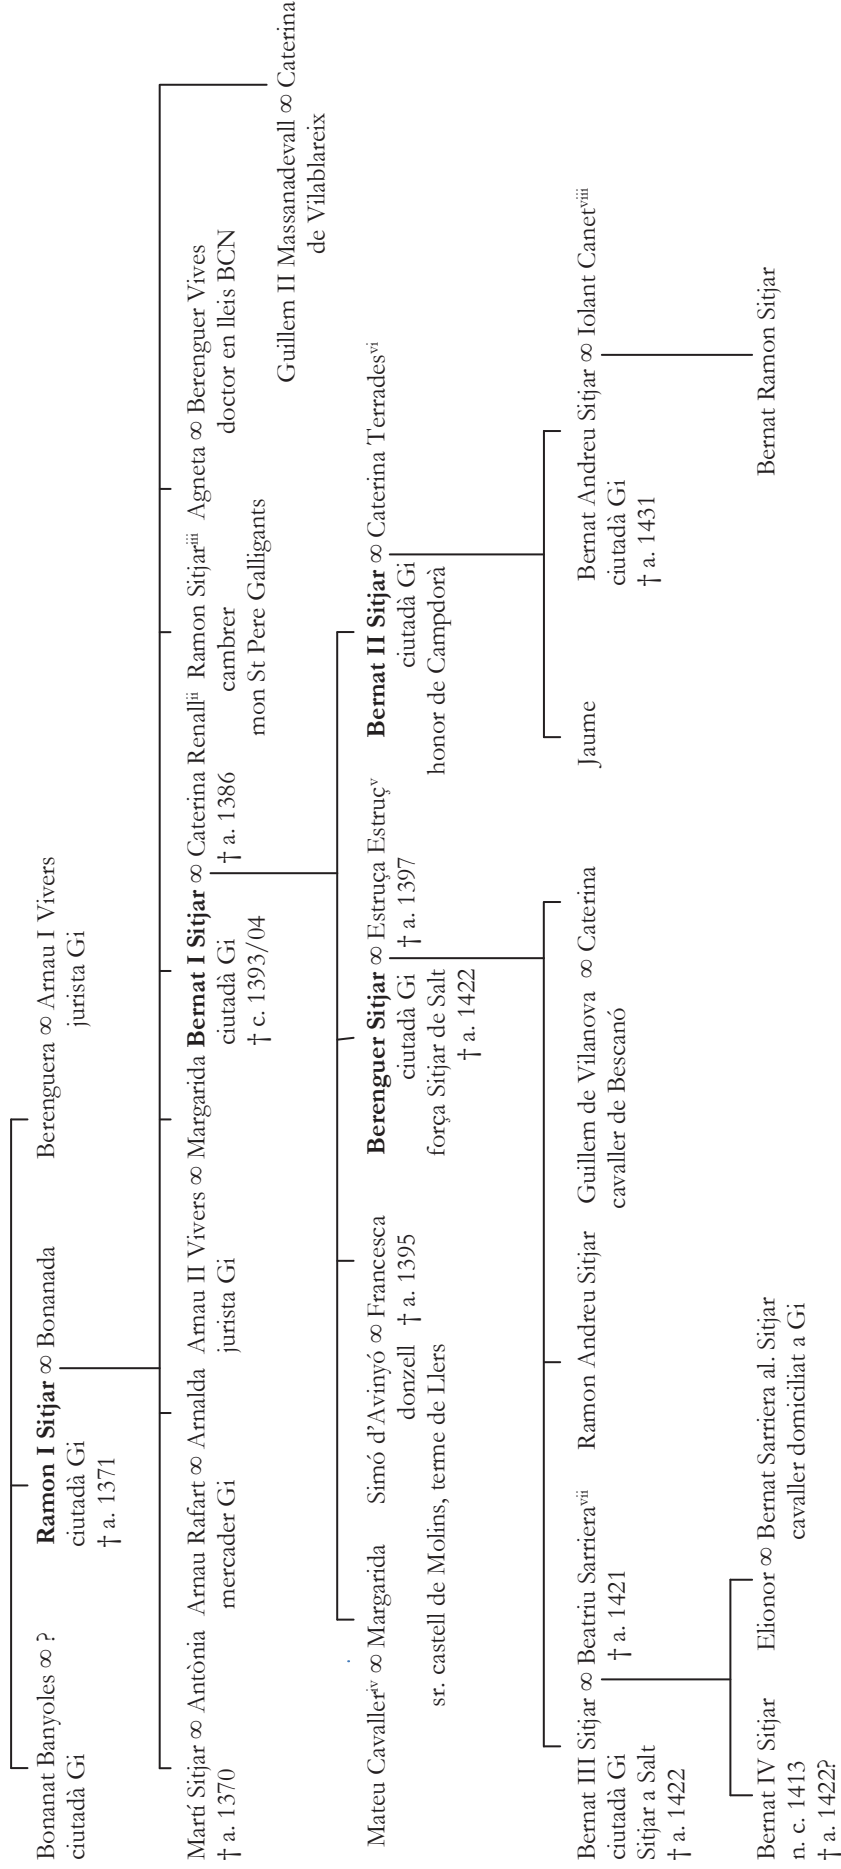 Bonanat Banyoles ∞ ?
ciutadà Gi
Ramon I Sitjar ∞ Bonanada
ciutadà Gi
† a. 1371
Berenguera ∞ Arnau I Vivers
jurista Gi
Martí Sitjar ∞ Antònia
† a. 1370
Arnau Rafart ∞ Arnalda
mercader Gi
Arnau II Vivers ∞ Margarida
jurista Gi
Bernat I Sitjar ∞ Caterina Renallii
ciutadà Gi
† a. 1386
† c. 1393/04
Ramon Sitjariii
cambrer
mon St Pere Galligants
Agneta ∞ Berenguer Vives
doctor en lleis BCN
Guillem II Massanadevall ∞ Caterina
de Vilablareix
Mateu Cavalleriv ∞ Margarida
Simó d’Avinyó ∞ Francesca
donzell † a. 1395
sr. castell de Molins, terme de Llers
Berenguer Sitjar ∞ Estruça Estruçv
ciutadà Gi
† a. 1397
força Sitjar de Salt
† a. 1422
Bernat II Sitjar ∞ Caterina Terradesvi
ciutadà Gi
honor de Campdorà
Bernat III Sitjar ∞ Beatriu Sarrieravii
ciutadà Gi
† a. 1421
Sitjar a Salt
† a. 1422
Ramon Andreu Sitjar
Guillem de Vilanova ∞ Caterina
cavaller de Bescanó
Jaume
Bernat Andreu Sitjar ∞ Iolant Canetviii
ciutadà Gi
† a. 1431
Bernat IV Sitjar
n. c. 1413
† a. 1422?
Elionor ∞ Bernat Sarriera al. Sitjar
cavaller domiciliat a Gi
Bernat Ramon Sitjar